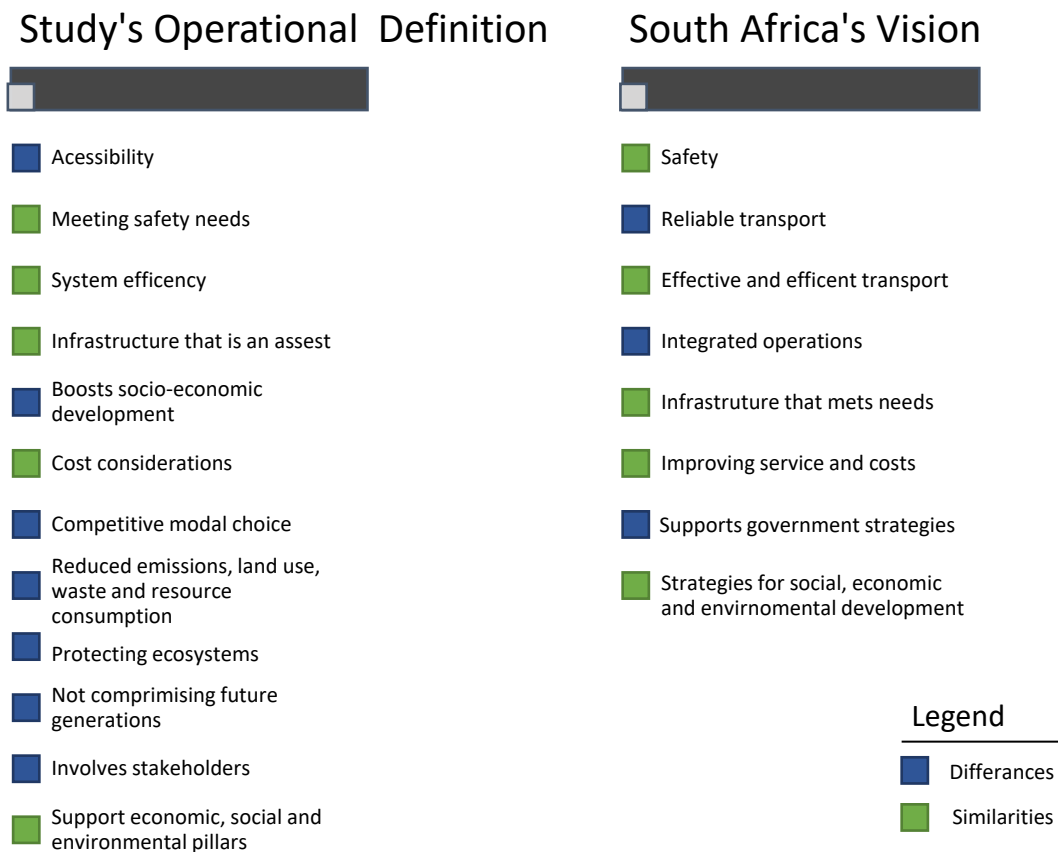 Study's Operational Definition
Acessibility
Meeting safety needs
System efficency
Infrastructure that is an assest
Boosts socio-economic
development
Cost considerations
Competitive modal choice
Reduced emissions, land use,
waste and resource
consumption
Protecting ecosystems
Not comprimising future
generations
Involves stakeholders
Support economic, social and
environmental pillars
South Africa's Vision
Safety
Reliable transport
Effective and efficent transport
Integrated operations
Infrastruture that mets needs
Improving service and costs
Supports government strategies
Strategies for social, economic
and envirnomental development
Legend
Differances
Similarities